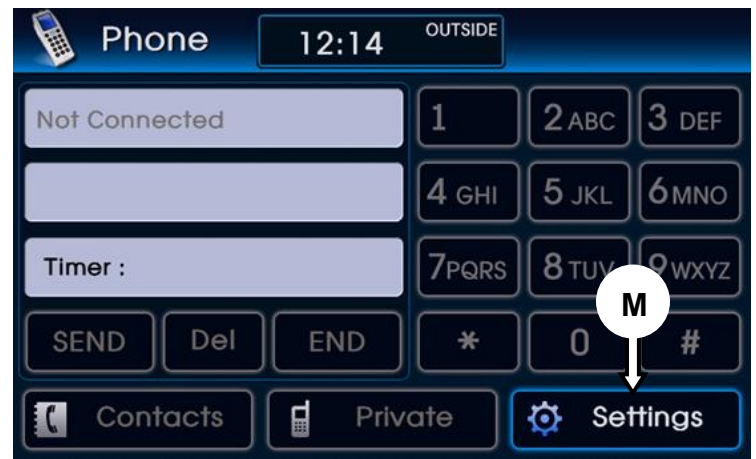 Phone 12:14 OUTSIDE
Not Connected
1 2 ABC 3 DEF
4 GHI 5 JKL 6 MNO
Timer :
7PQRS 8 TUV 9 WXYZ
M
SEND Del END * 0 #
Contacts Private Settings